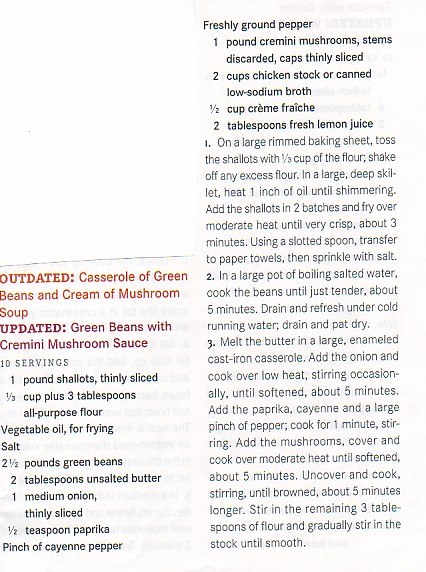 OUTDATED: Casserole of Green
Beans and Cream of Mushroom
Soup
UPDATED: Green Beans with
Cremini Mushroom Sauce
10 SERVINGS
1 pound shallots, thinly sliced
⅓ cup plus 3 tablespoons
all-purpose flour
Vegetable oil, for frying
Salt
2½ pounds green beans
2 tablespoons unsalted butter
1 medium onion,
thinly sliced
½ teaspoon paprika
Pinch of cayenne pepper
Freshly ground pepper
1 pound cremini mushrooms, stems
discarded, caps thinly sliced
2 cups chicken stock or canned
low-sodium broth
½ cup crème fraîche
2 tablespoons fresh lemon juice
1. On a large rimmed baking sheet, toss
the shallots with ⅓ cup of the flour; shake
off any excess flour. In a large, deep skil-
let, heat 1 inch of oil until shimmering.
Add the shallots in 2 batches and fry over
moderate heat until very crisp, about 3
minutes. Using a slotted spoon, transfer
to paper towels, then sprinkle with salt.
2. In a large pot of boiling salted water,
cook the beans until just tender, about
5 minutes. Drain and refresh under cold
running water; drain and pat dry.
3. Melt the butter in a large, enameled
cast-iron casserole. Add the onion and
cook over low heat, stirring occasion-
ally, until softened, about 5 minutes.
Add the paprika, cayenne and a large
pinch of pepper; cook for 1 minute, stir-
ring. Add the mushrooms, cover and
cook over moderate heat until softened,
about 5 minutes. Uncover and cook,
stirring, until browned, about 5 minutes
longer. Stir in the remaining 3 table-
spoons of flour and gradually stir in the
stock until smooth.